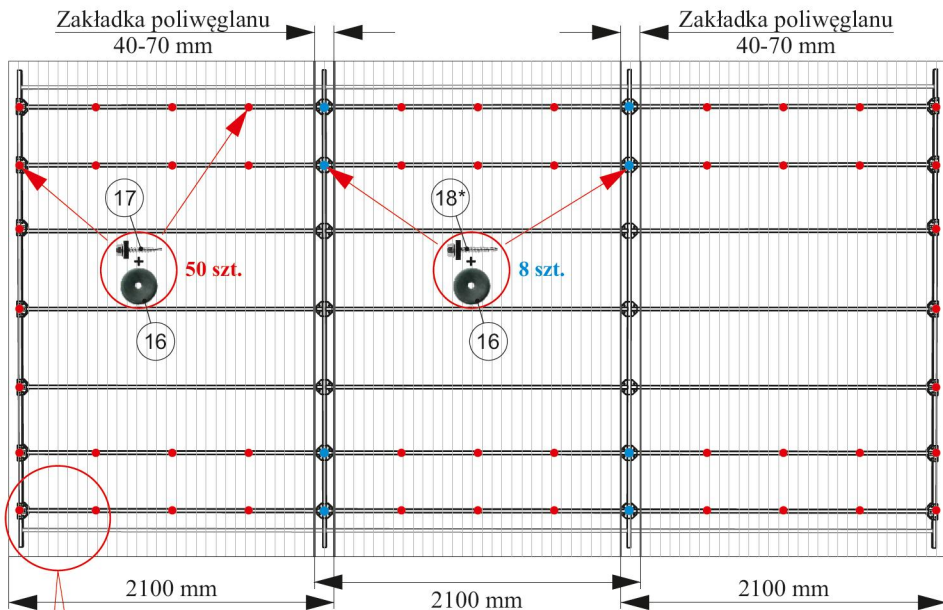 Zakładka poliwęglanu
40-70 mm
Zakładka poliwęglanu
40-70 mm
17
+
50 szt.
16
18*
+
8 szt.
16
2100 mm
2100 mm
2100 mm